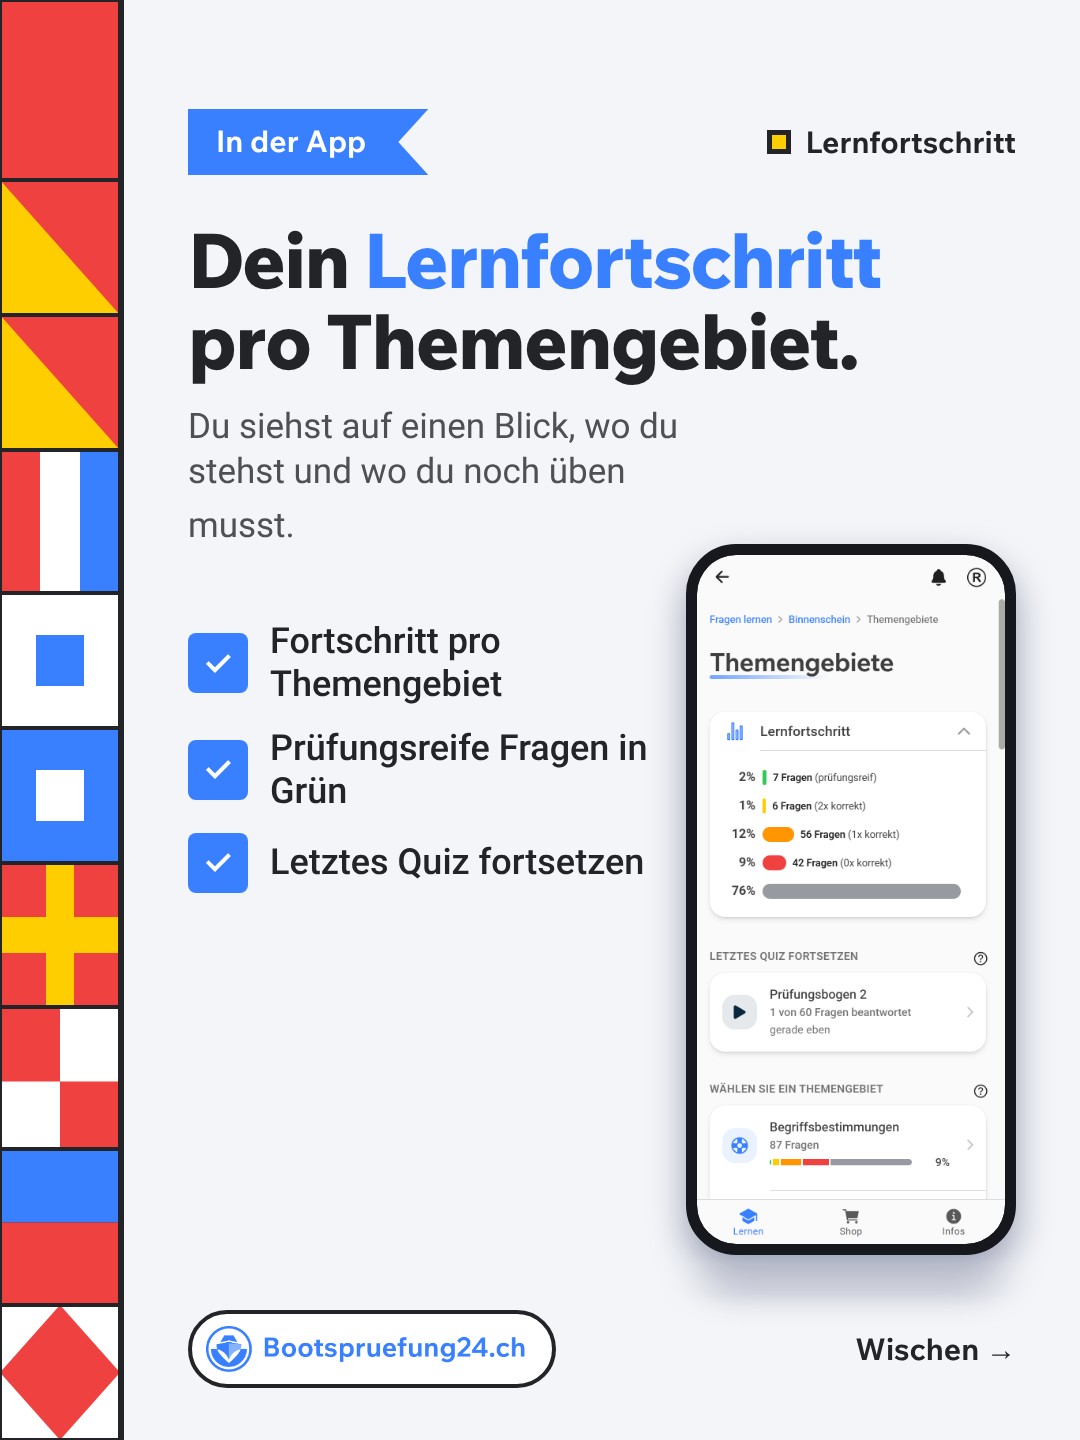 In der App
Lernfortschritt
Dein Lernfortschritt
pro Themengebiet.
Du siehst auf einen Blick, wo du
stehst und wo du noch üben
musst.
Fortschritt pro
Themengebiet
Prüfungsreife Fragen in
Grün
Letztes Quiz fortsetzen
R
Fragen lernen > Binnenschein > Themengebiete
Themengebiete
Lernfortschritt
2% 7 Fragen (prüfungsreif)
1% 6 Fragen (2x korrekt)
12% 56 Fragen (1x korrekt)
9% 42 Fragen (0x korrekt)
76%
LETZTES QUIZ FORTSETZEN
Prüfungsbogen 2
1 von 60 Fragen beantwortet
gerade eben
WÄHLEN SIE EIN THEMENGEBIET
Begriffsbestimmungen
87 Fragen
9%
Lernen Shop Infos
Bootspruefung24.ch
Wischen →